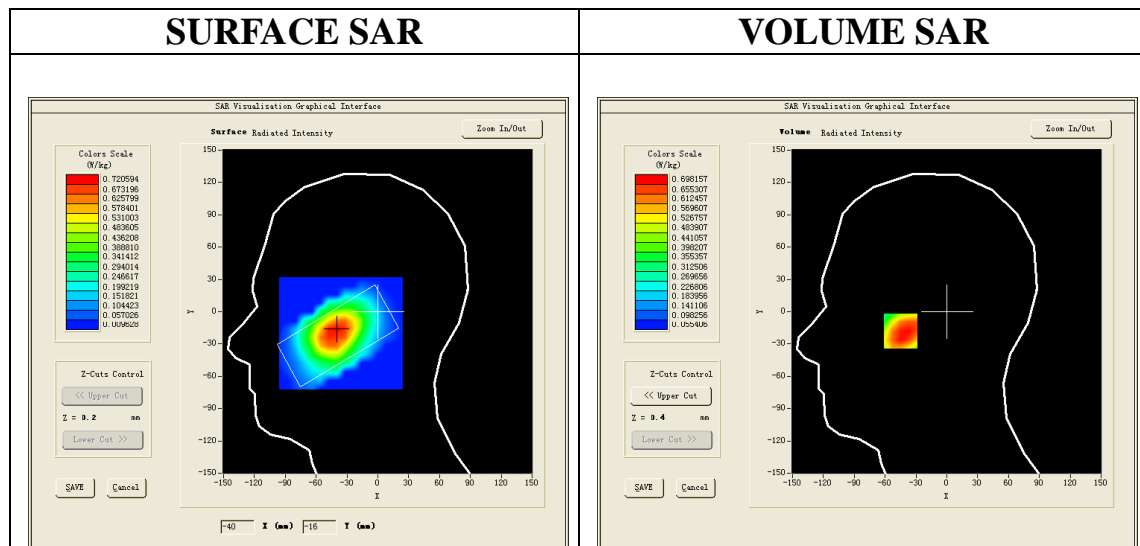 SURFACE SAR
VOLUME SAR
SAR Visualisation Graphical Interface
Surface Radiated Intensity
Zoom In/Out
Colors Scale
(W/kg)
0.720594
0.673196
0.625799
0.578401
0.531003
0.483605
0.436208
0.388810
0.341412
0.294014
0.246617
0.199219
0.151821
0.104423
0.057026
0.009628
Z-Cuts Control
<< Upper Cut
Z = 0.2 mm
Lower Cut >>
SAVE
Cancel
150
120
90
60
30
0
-30
-60
-90
-120
-150
Y
-150 -120 -90 -60 -30 0 30 60 90 120 150
X
-40 X (mm) -16 Y (mm)
SAR Visualisation Graphical Interface
Volume Radiated Intensity
Zoom In/Out
Colors Scale
(W/kg)
0.698157
0.655307
0.612457
0.569607
0.526757
0.483907
0.441057
0.398207
0.355357
0.312506
0.269656
0.226806
0.183956
0.141106
0.098256
0.055406
Z-Cuts Control
<< Upper Cut
Z = 0.4 mm
Lower Cut >>
SAVE
Cancel
150
120
90
60
30
0
-30
-60
-90
-120
-150
Y
-150 -120 -90 -60 -30 0 30 60 90 120 150
X